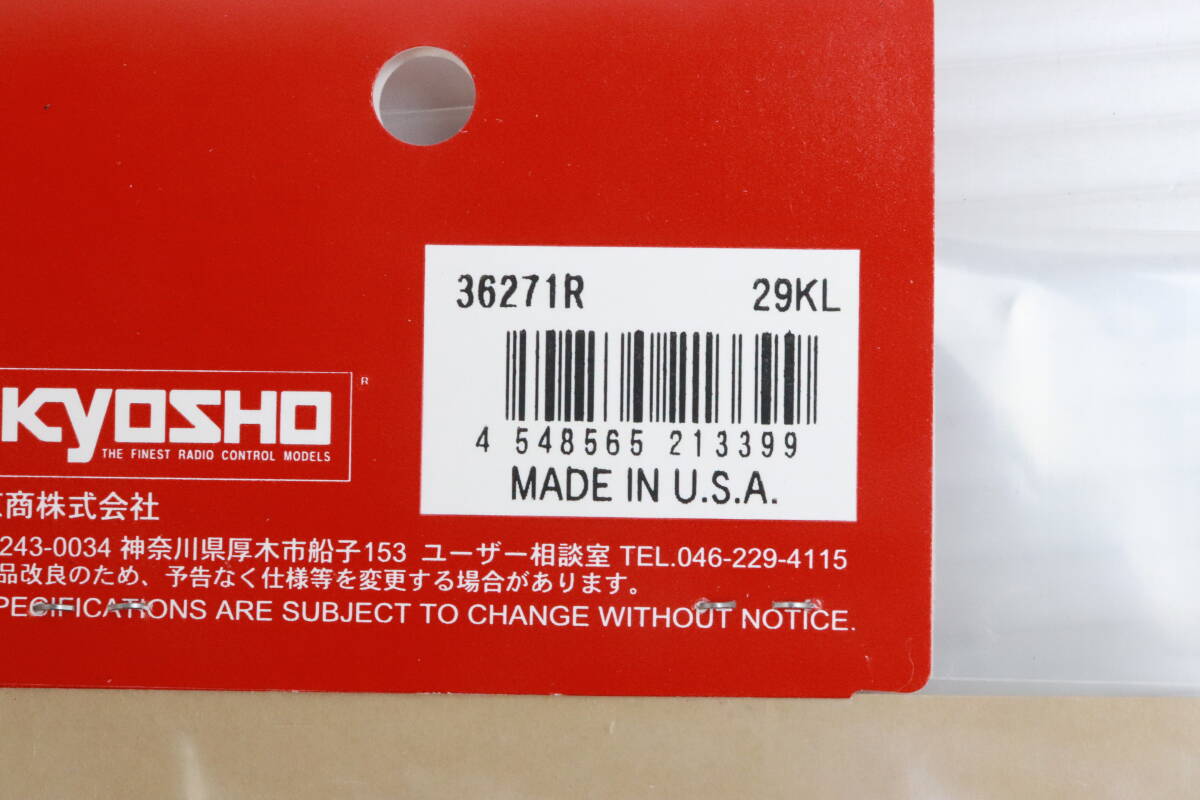 36271R 29KL
4 548565 213399
MADE IN U.S.A.
KYOSHO R
THE FINEST RADIO CONTROL MODELS
商株式会社
243-0034 神奈川県厚木市船子153 ユーザー相談室 TEL.046-229-4115
品改良のため、予告なく仕様等を変更する場合があります。
PECIFICATIONS ARE SUBJECT TO CHANGE WITHOUT NOTICE.